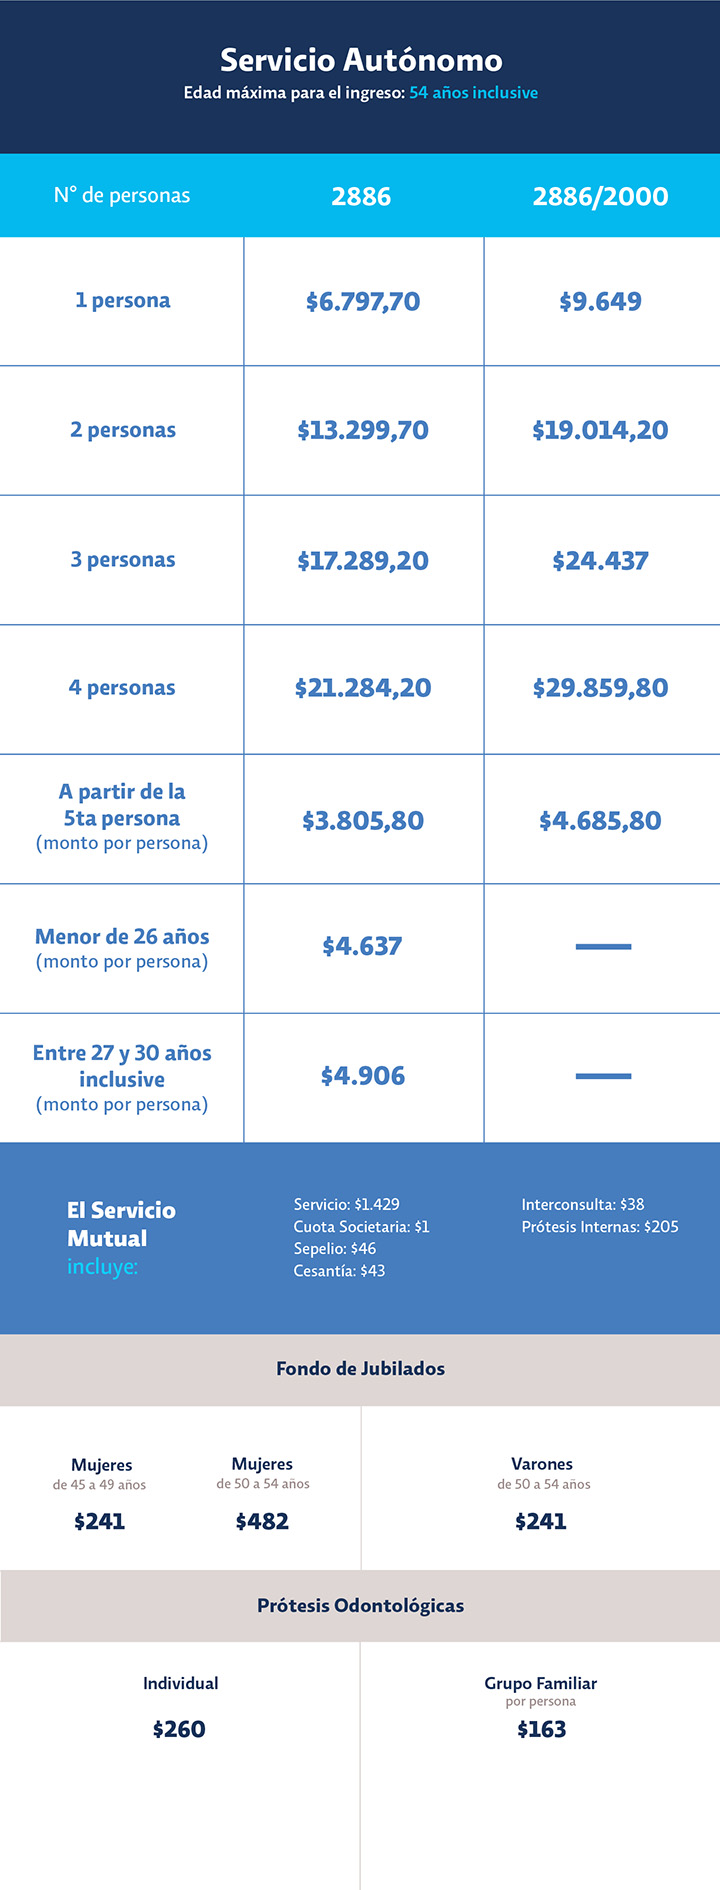 Servicio Autónomo
Edad máxima para el ingreso: 54 años inclusive
N° de personas 2886 2886/2000
1 persona $6.797,70 $9.649
2 personas $13.299,70 $19.014,20
3 personas $17.289,20 $24.437
4 personas $21.284,20 $29.859,80
A partir de la
5ta persona
(monto por persona)
$3.805,80 $4.685,80
Menor de 26 años
(monto por persona)
$4.637 —
Entre 27 y 30 años
inclusive
(monto por persona)
$4.906 —
El Servicio
Mutual
incluye:
Servicio: $1.429
Cuota Societaria: $1
Sepelio: $46
Cesantía: $43
Interconsulta: $38
Prótesis Internas: $205
Fondo de Jubilados
Mujeres
de 45 a 49 años
$241
Mujeres
de 50 a 54 años
$482
Varones
de 50 a 54 años
$241
Prótesis Odontológicas
Individual
$260
Grupo Familiar
por persona
$163